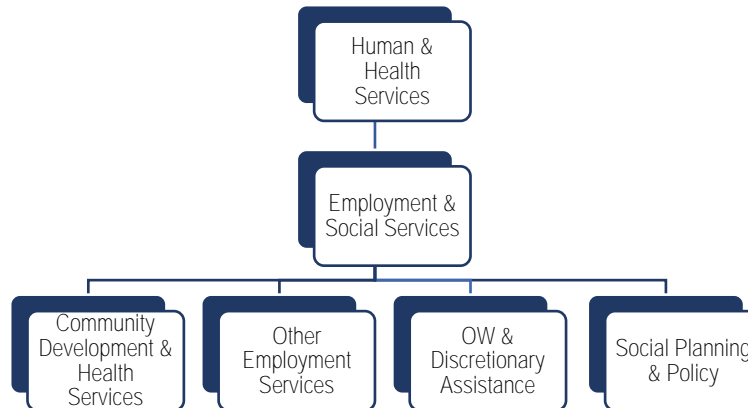 Human &
Health
Services
Employment &
Social Services
Community
Development &
Health
Services
Other
Employment
Services
OW &
Discretionary
Assistance
Social Planning
& Policy